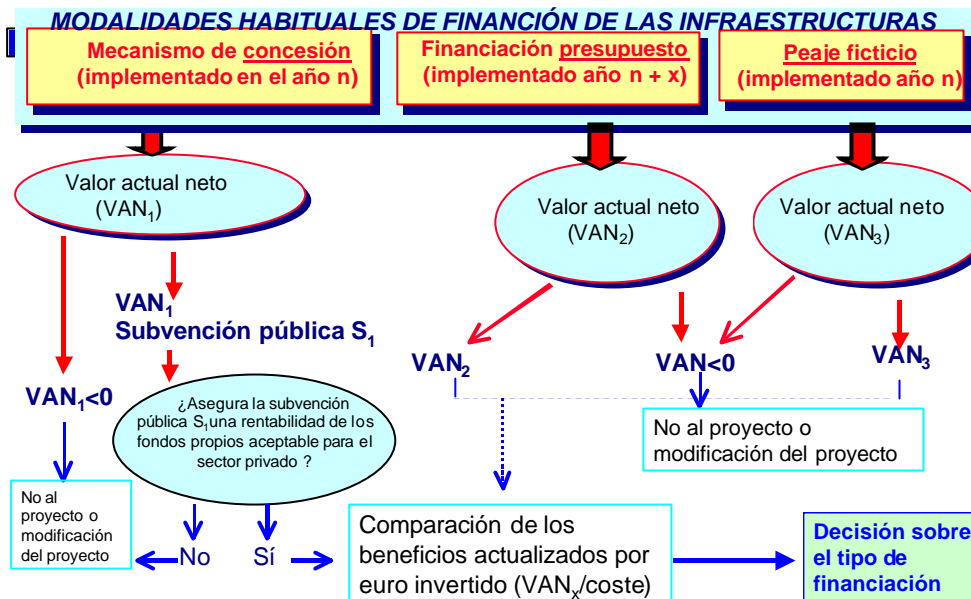 MODALIDADES HABITUALES DE FINANCIÓN DE LAS INFRAESTRUCTURAS
Mecanismo de concesión
(implementado en el año n)
Financiación presupuesto
(implementado año n + x)
Peaje ficticio
(implementado año n)
Valor actual neto
(VAN₁)
Valor actual neto
(VAN₂)
Valor actual neto
(VAN₃)
VAN₁
Subvención pública S₁
VAN₁<0
VAN₂
VAN<0
VAN₃
¿Asegura la subvención
pública S₁una rentabilidad de los
fondos propios aceptable para el
sector privado ?
No al proyecto o
modificación del proyecto
No al
proyecto o
modificación
del proyecto
No
Sí
Comparación de los
beneficios actualizados por
euro invertido (VANₓ/coste)
Decisión sobre
el tipo de
financiación